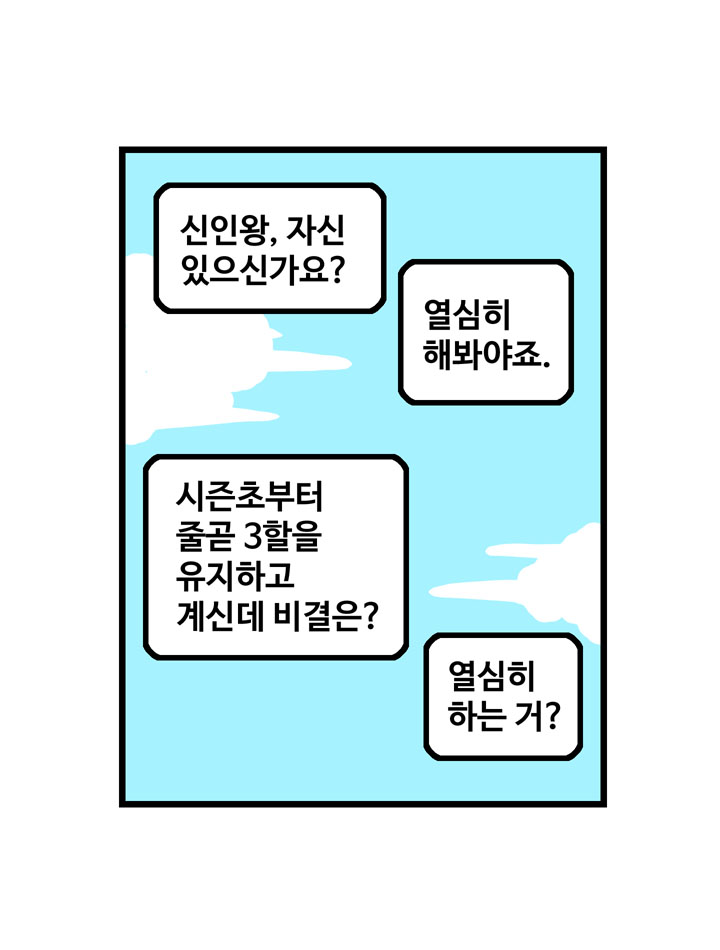 신인왕, 자신
있으신가요?
열심히
해봐야죠.
시즌초부터
줄곧 3할을
유지하고
계신데 비결은?
열심히
하는 거?